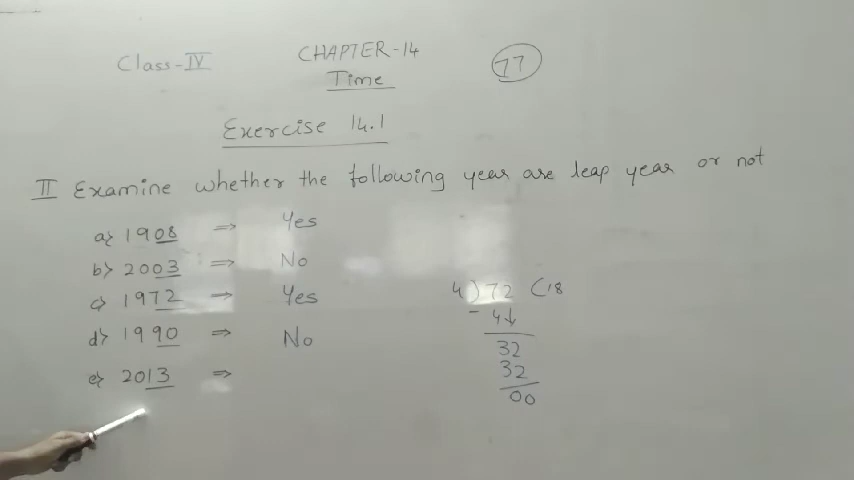 Class-IV
CHAPTER-14
Time
77
Exercise 14.1
II Examine whether the following year are leap year or not
a> 1908 ⇒ Yes
b> 2003 ⇒ No
c> 1972 ⇒ Yes
d> 1990 ⇒ No
e> 2013 ⇒
4 ) 72 ( 18
- 4↓
32
32
00